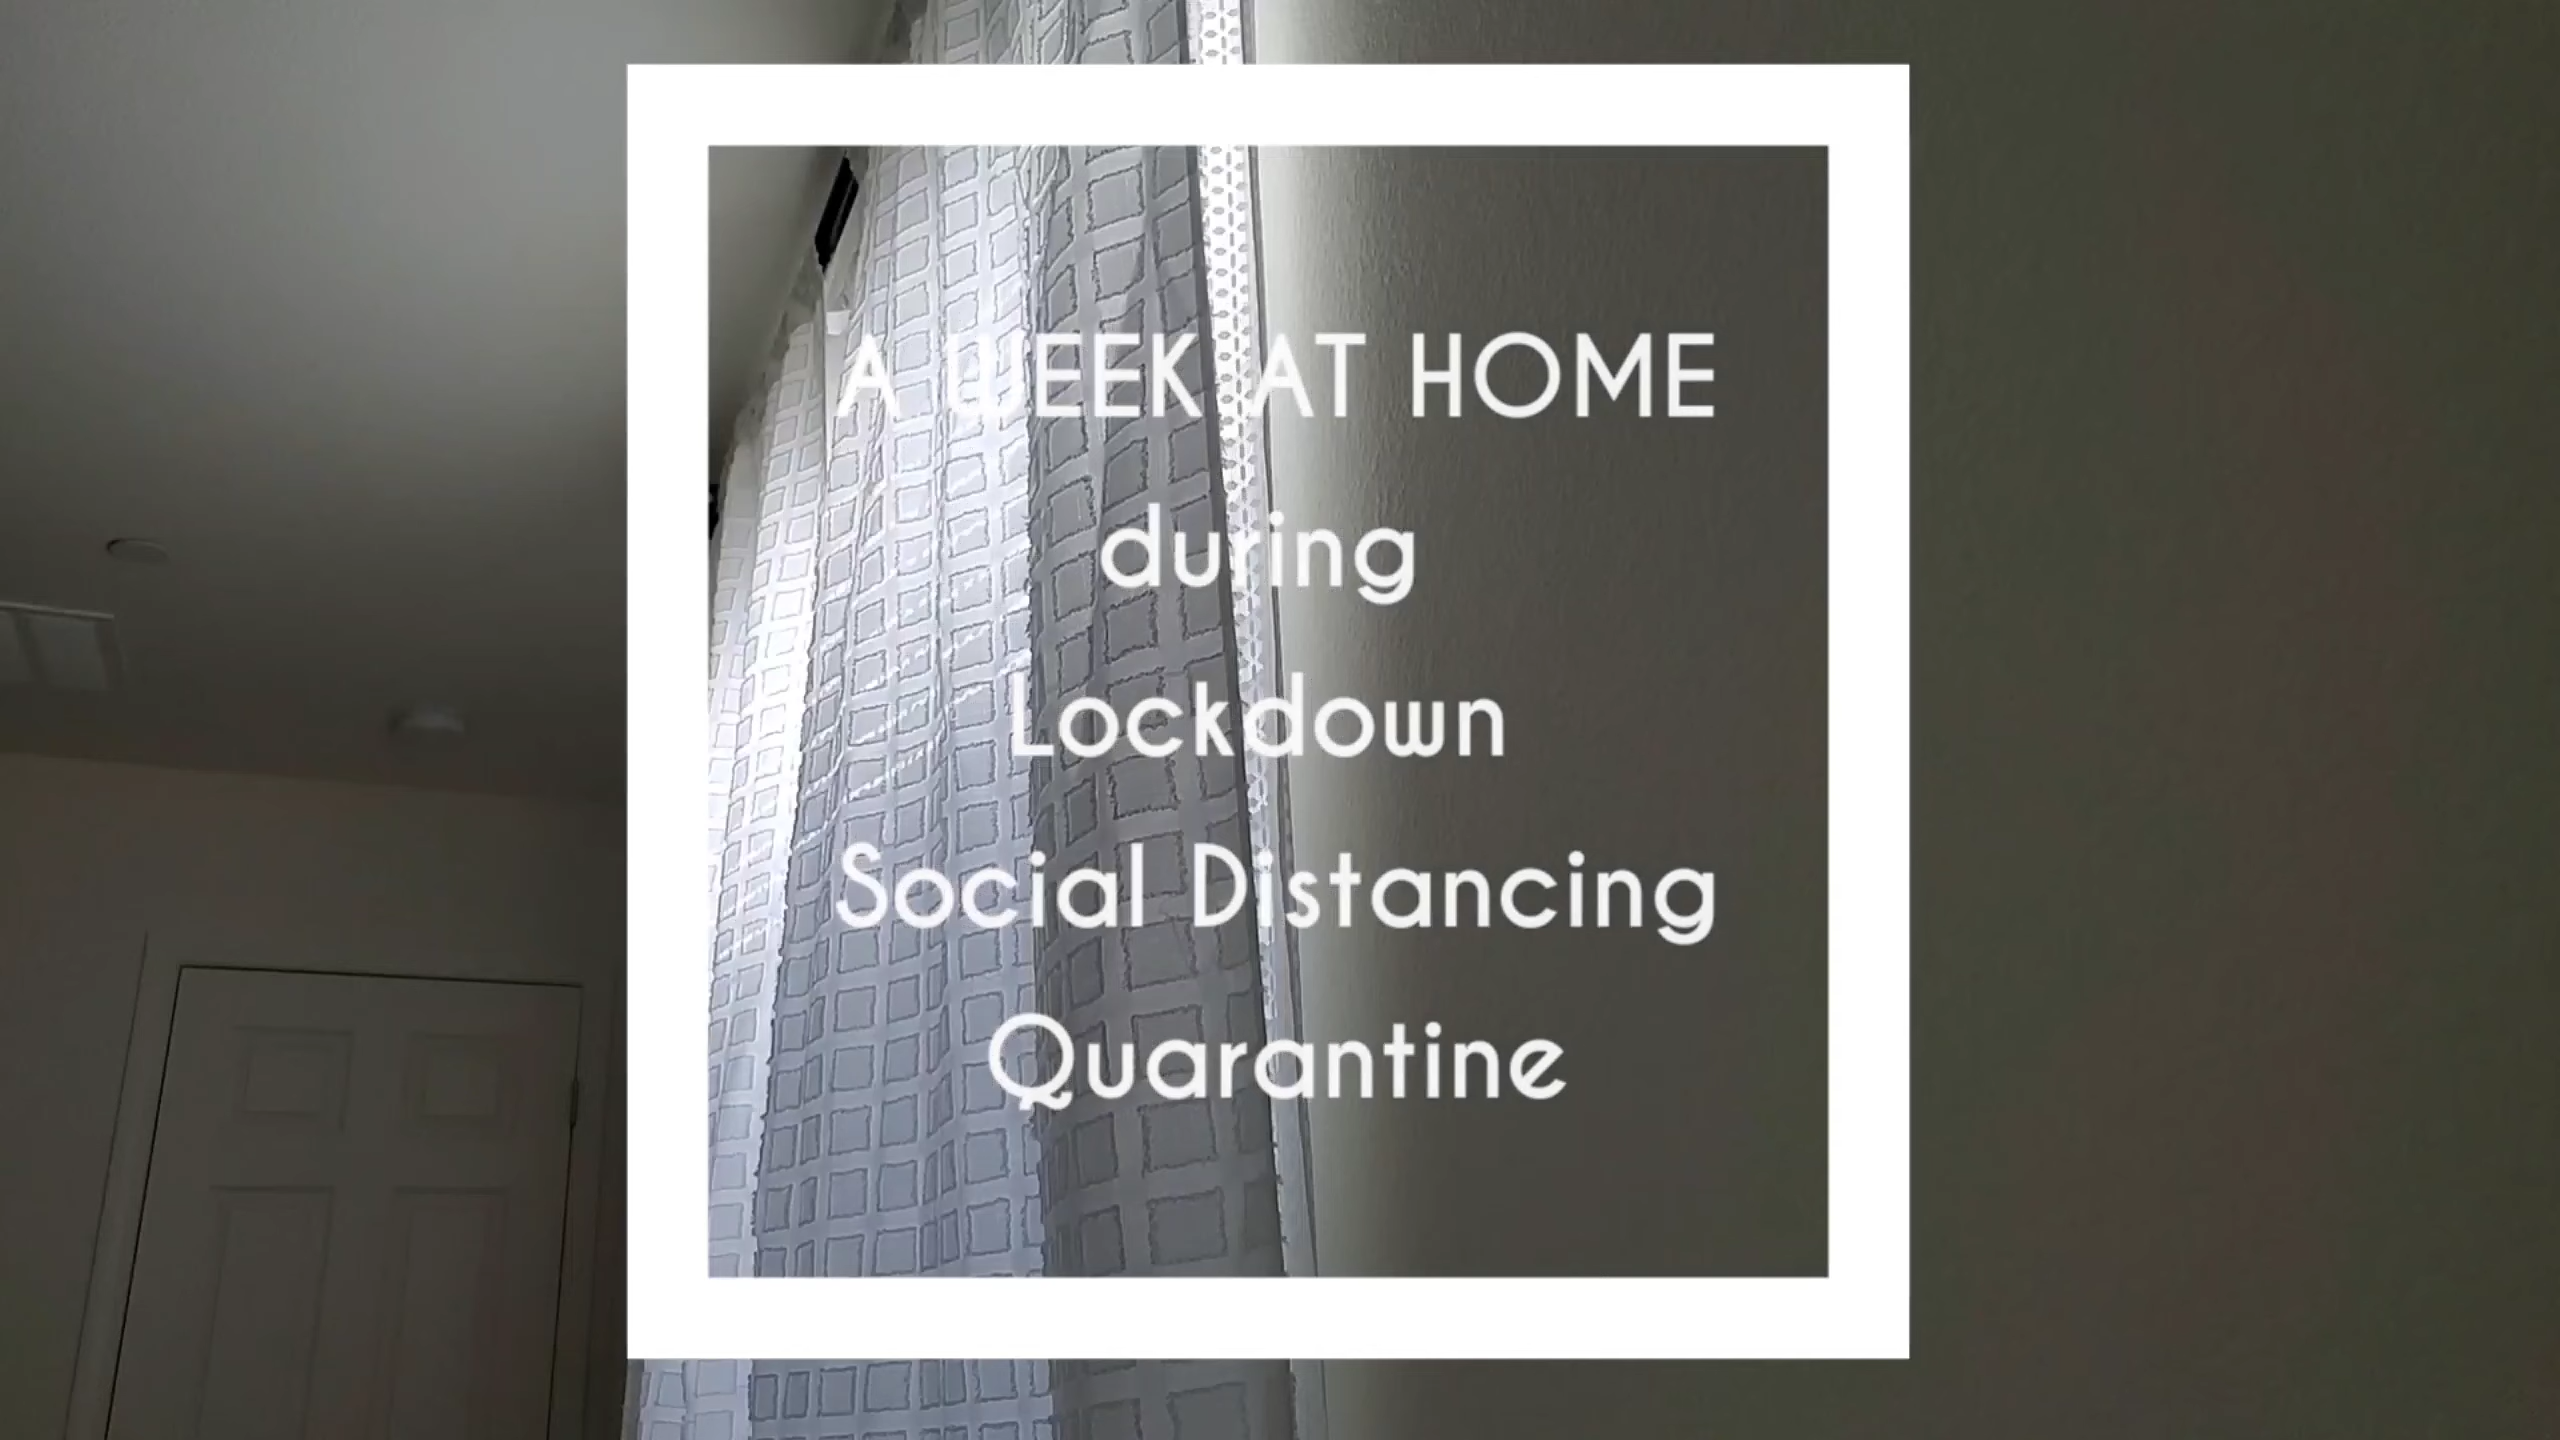 A WEEK AT HOME
during
Lockdown
Social Distancing
Quarantine